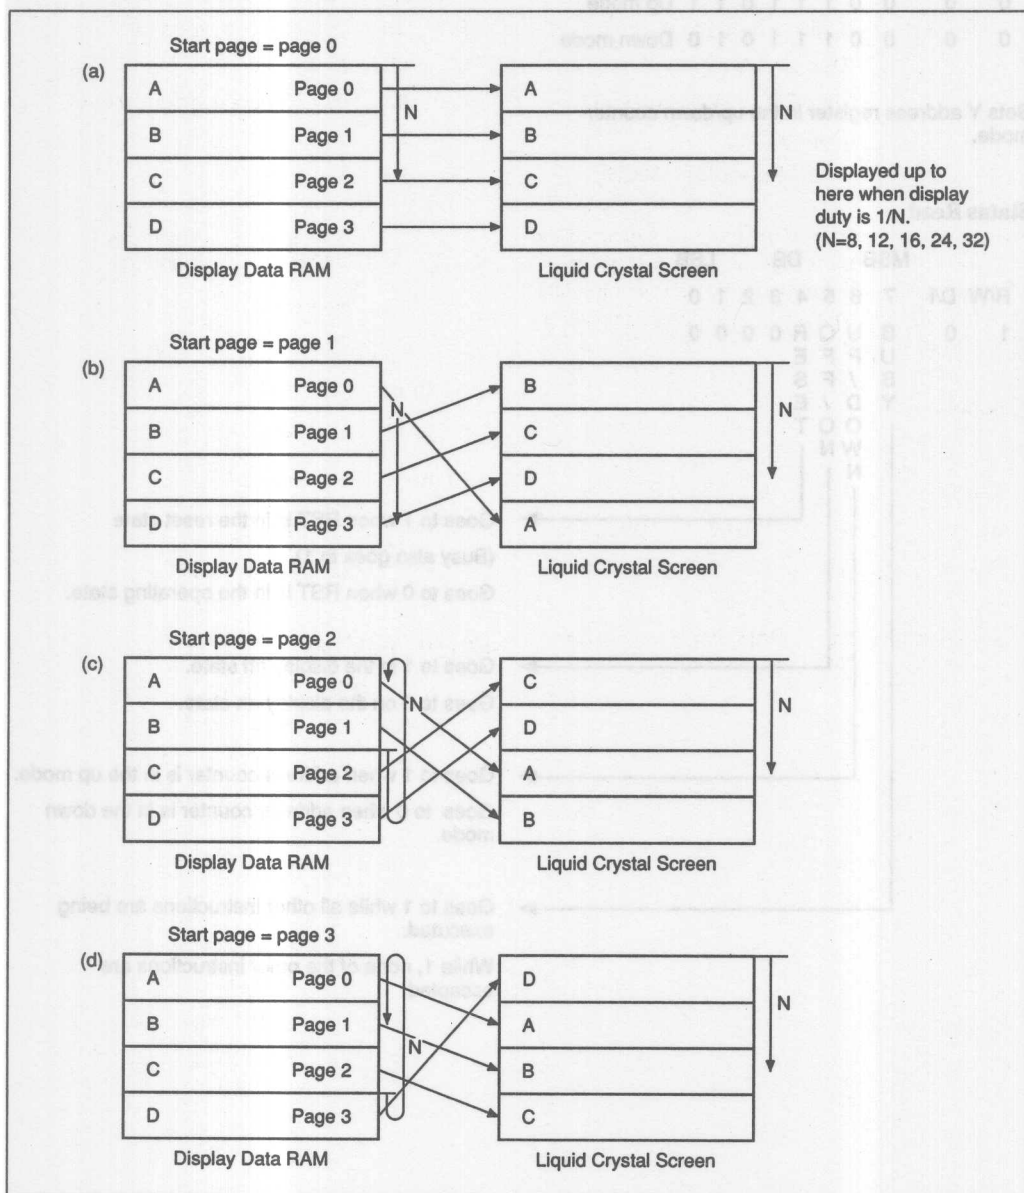 Start page = page 0
(a)
A Page 0
B Page 1
C Page 2
D Page 3
N
A
B
C
D
N
Displayed up to
here when display
duty is 1/N.
(N=8, 12, 16, 24, 32)
Display Data RAM
Liquid Crystal Screen
Start page = page 1
(b)
A Page 0
B Page 1
C Page 2
D Page 3
N
B
C
D
A
N
Display Data RAM
Liquid Crystal Screen
Start page = page 2
(c)
A Page 0
B Page 1
C Page 2
D Page 3
N
C
D
A
B
N
Display Data RAM
Liquid Crystal Screen
Start page = page 3
(d)
A Page 0
B Page 1
C Page 2
D Page 3
N
D
A
B
C
N
Display Data RAM
Liquid Crystal Screen